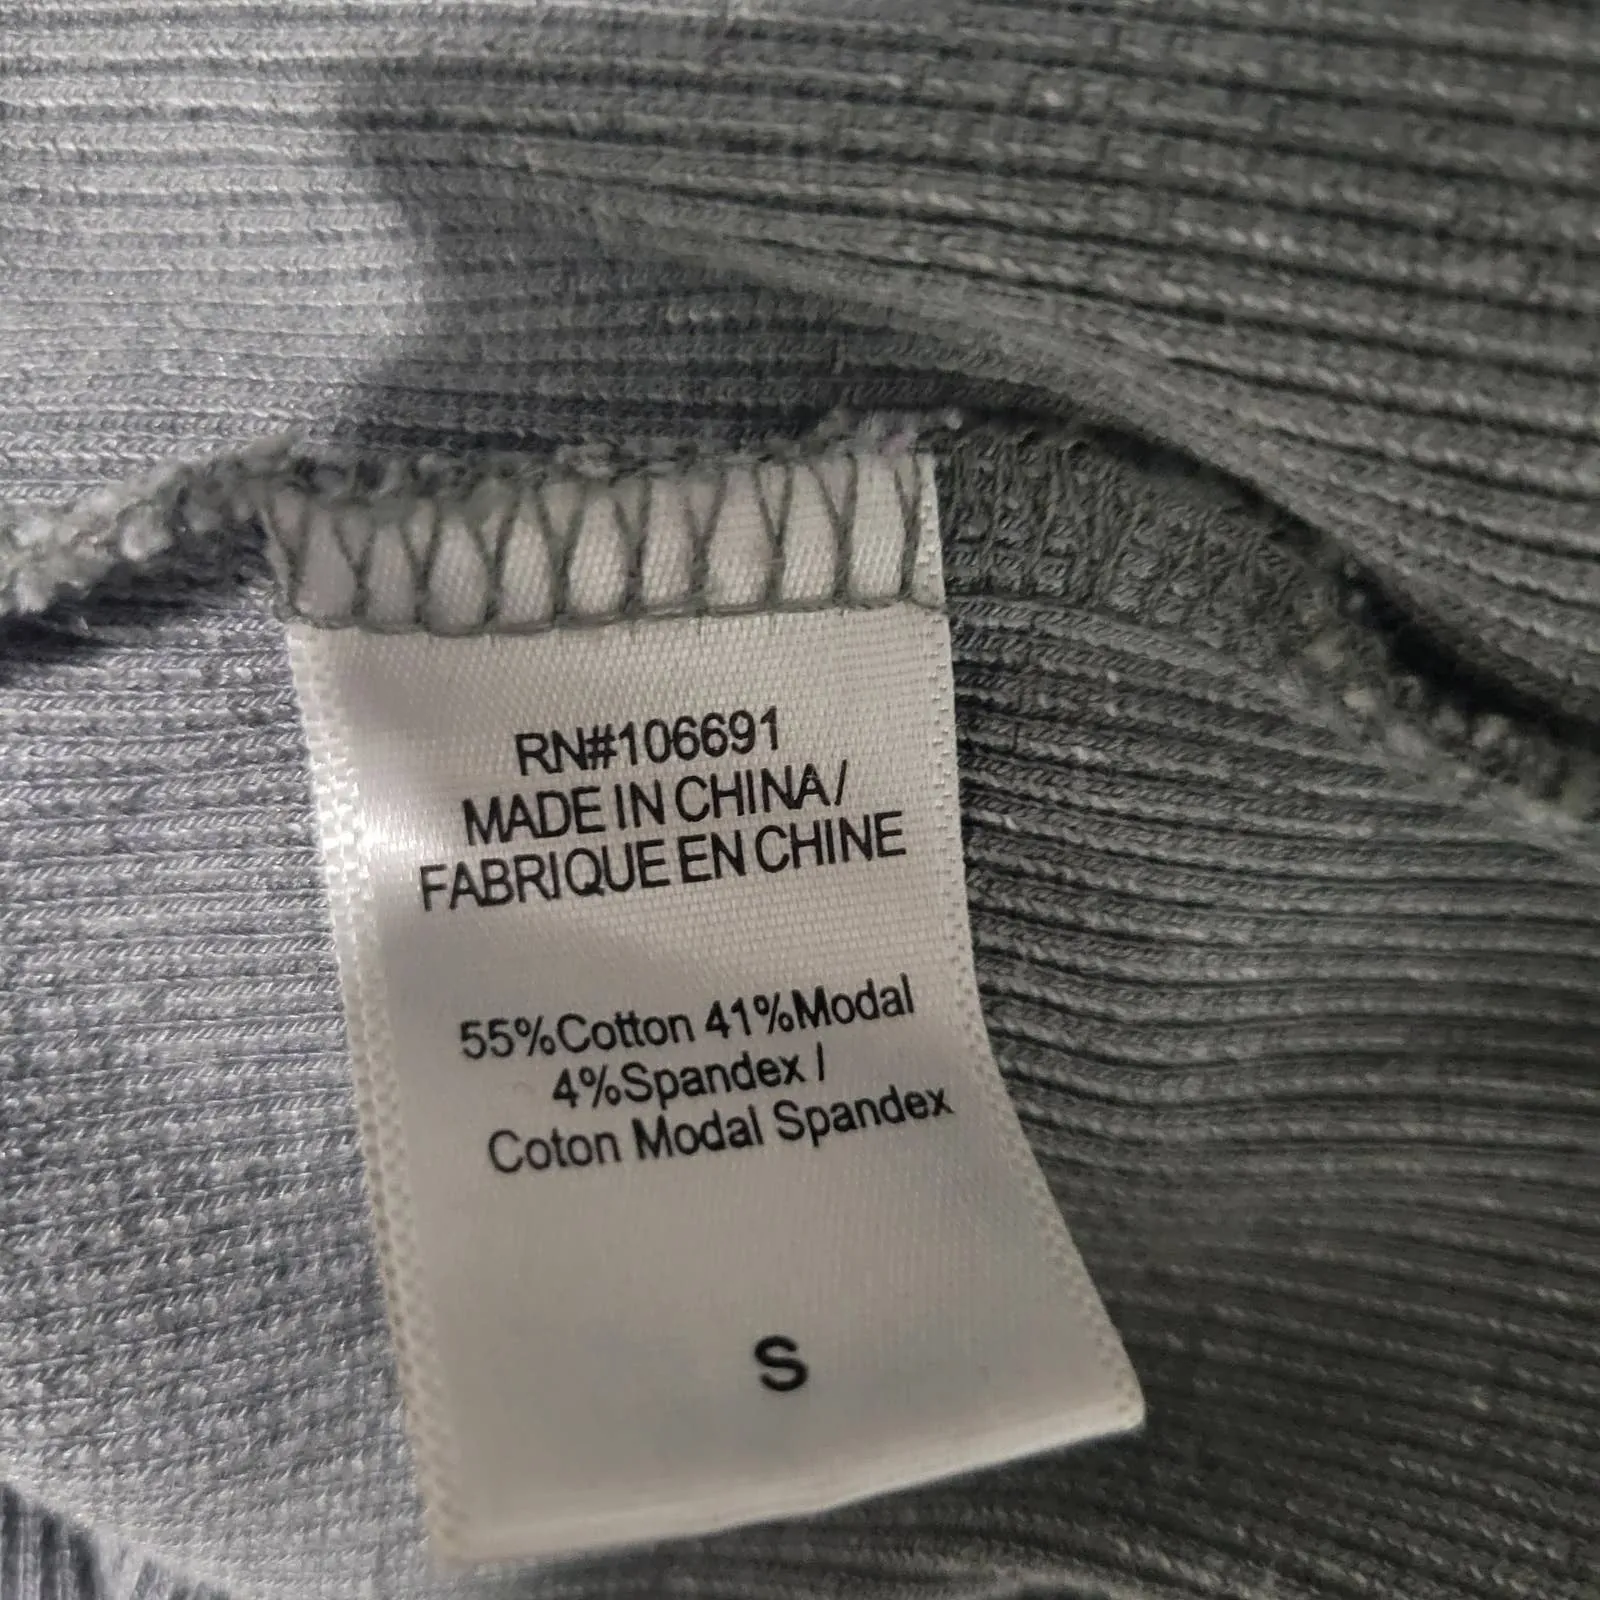 RN#106691
MADE IN CHINA/
FABRIQUE EN CHINE
55%Cotton 41%Modal
4%Spandex /
Coton Modal Spandex
S